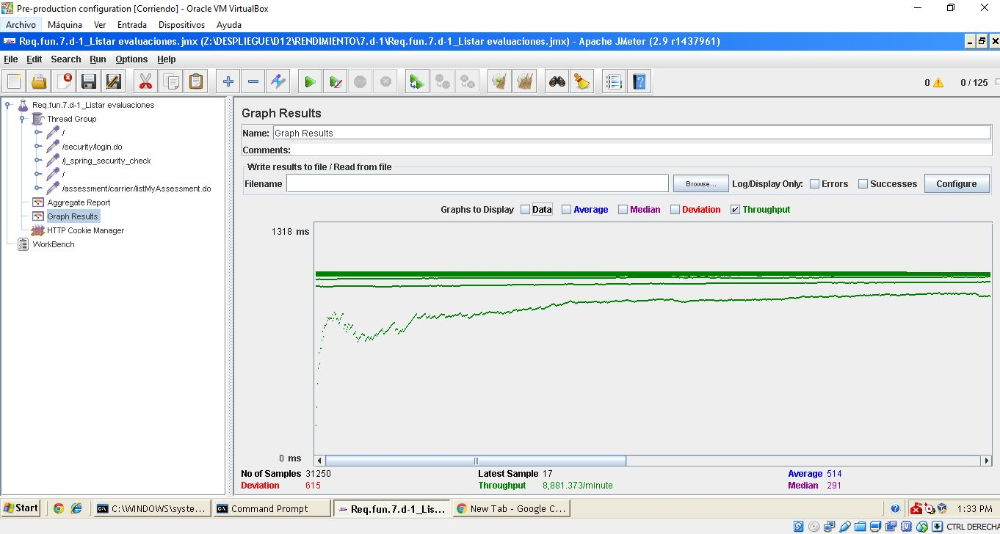 Pre-production configuration [Corriendo] - Oracle VM VirtualBox
Archivo Máquina Ver Entrada Dispositivos Ayuda
Req.fun.7.d-1_Listar evaluaciones.jmx (Z:\DESPLIEGUE\D12\RENDIMIENTO\7.d-1\Req.fun.7.d-1_Listar evaluaciones.jmx) - Apache JMeter (2.9 r1437961)
File Edit Search Run Options Help
0 0 / 125
Req.fun.7.d-1_Listar evaluaciones
Thread Group
/
/security/login.do
/j_spring_security_check
/
/assessment/carrier/listMyAssessment.do
Aggregate Report
Graph Results
HTTP Cookie Manager
WorkBench
Graph Results
Name: Graph Results
Comments:
Write results to file / Read from file
Filename Browse... Log/Display Only: Errors Successes Configure
Graphs to Display Data Average Median Deviation Throughput
1318 ms
0 ms
No of Samples 31250 Latest Sample 17 Average 514
Deviation 615 Throughput 8,881.373/minute Median 291
Start C:\WINDOWS\syste... Command Prompt Req.fun.7.d-1_Lis... New Tab - Google C... 1:33 PM
CTRL DERECHA